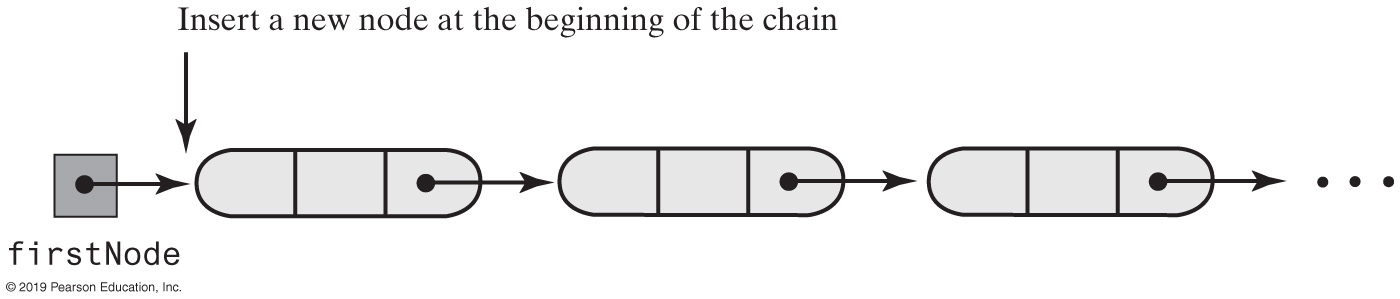 Insert a new node at the beginning of the chain
firstNode
© 2019 Pearson Education, Inc.